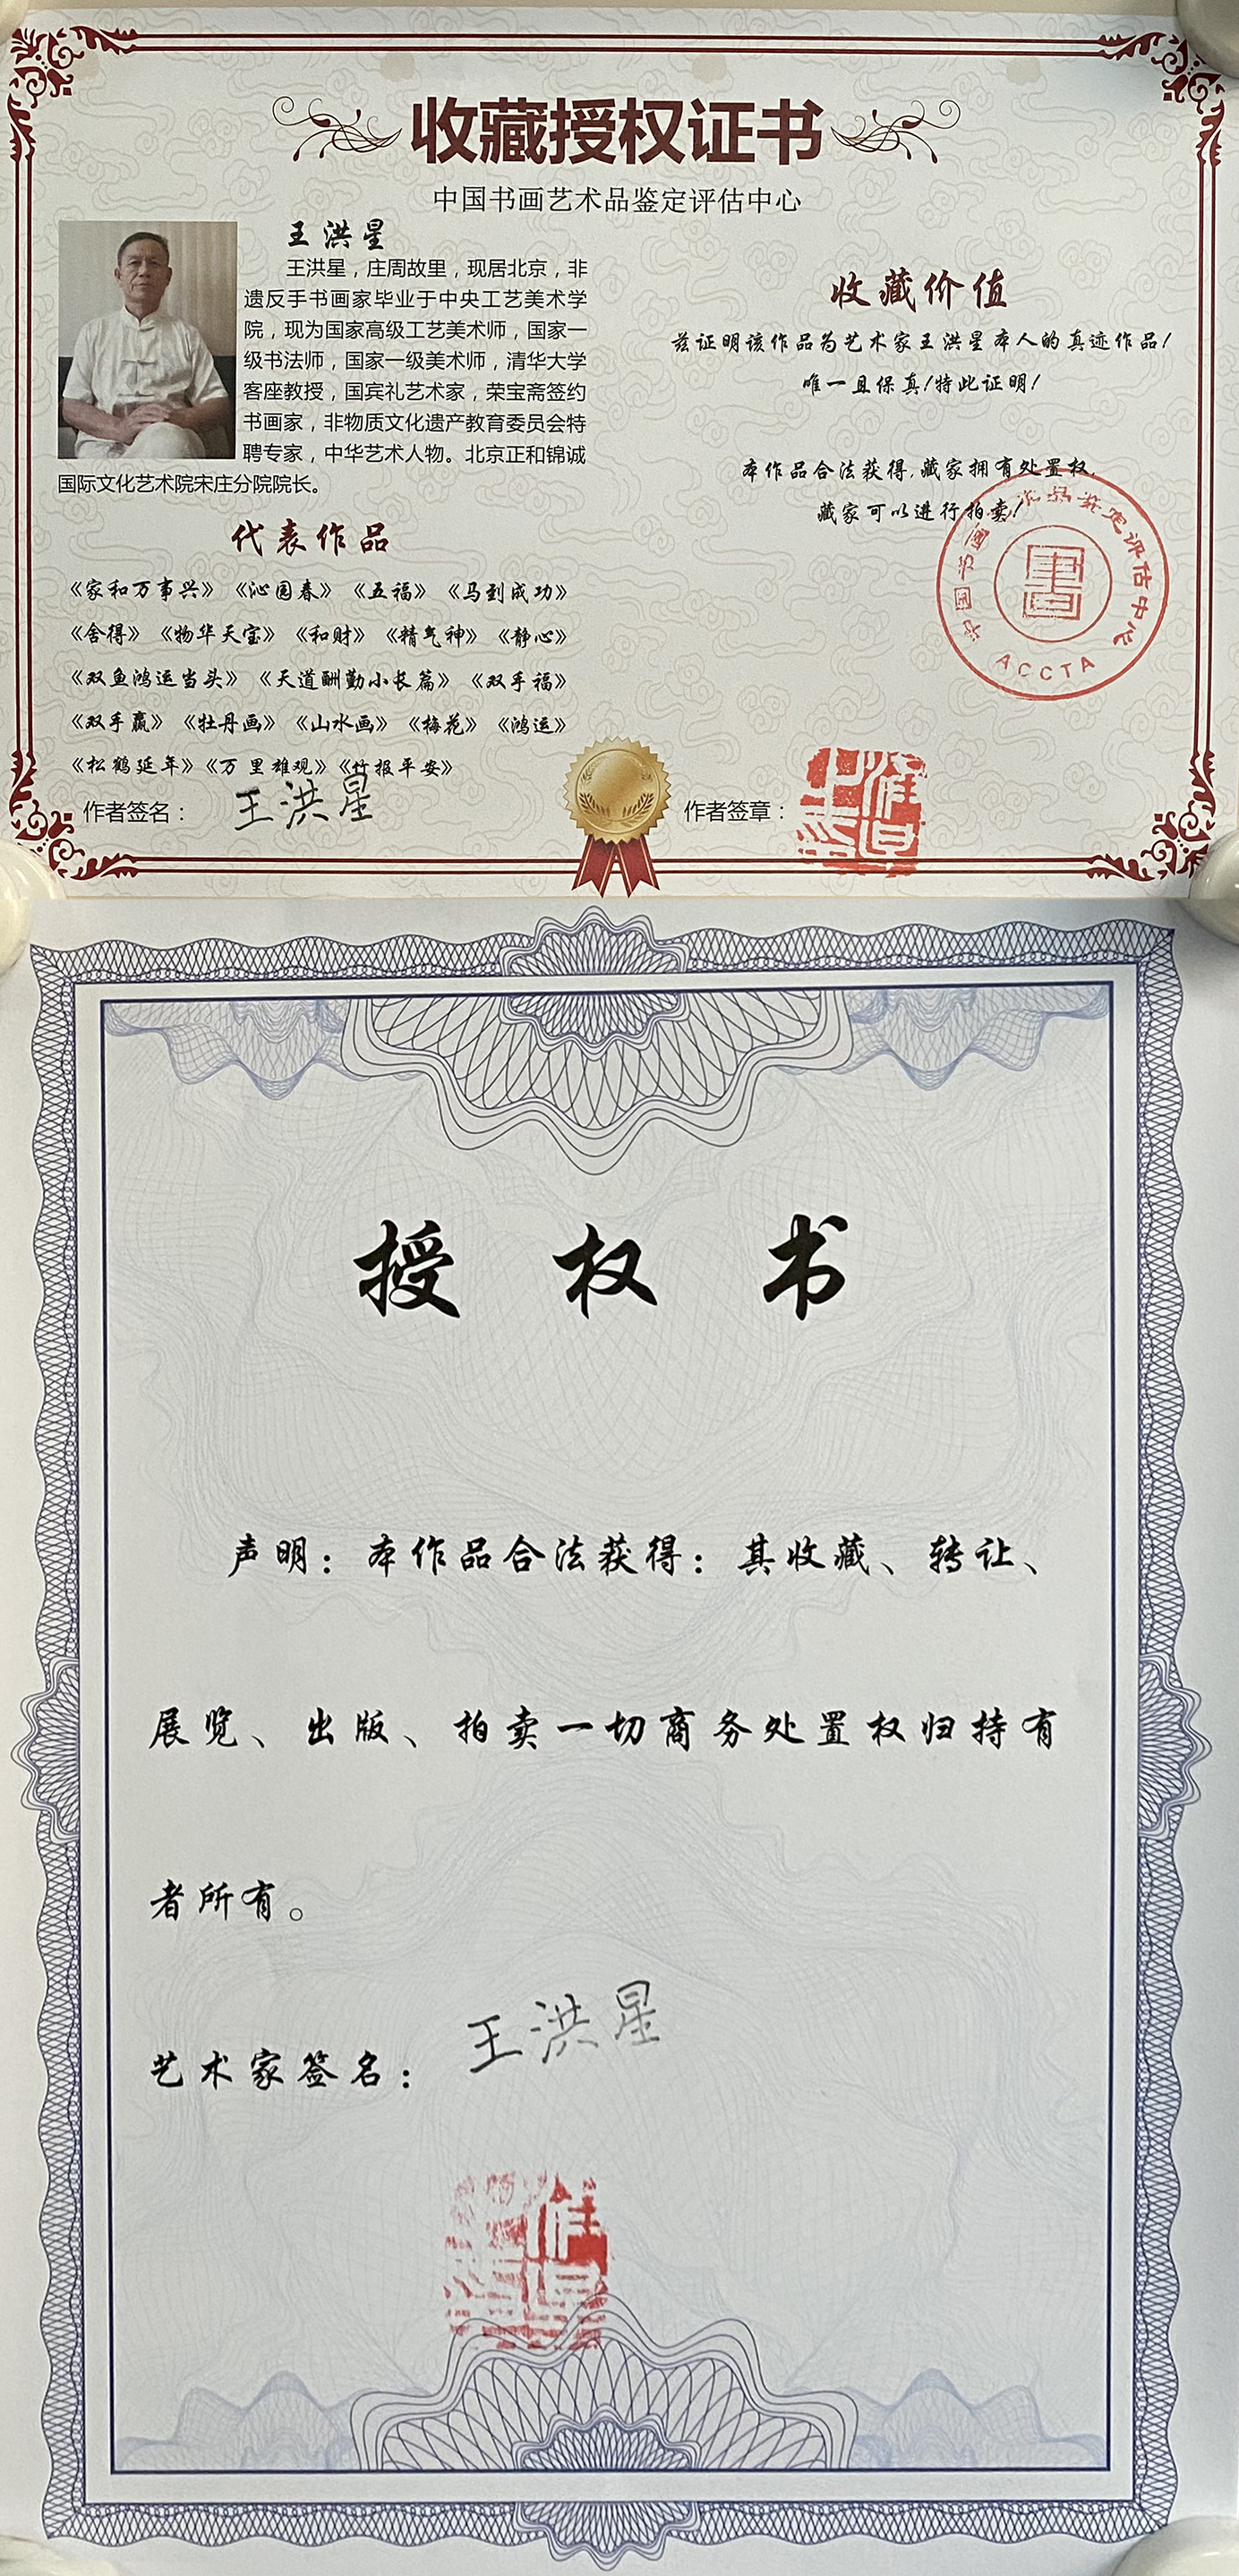 收藏授权证书
中国书画艺术品鉴定评估中心
王洪星
王洪星，庄周故里，现居北京，非
遗反手书画家毕业于中央工艺美术学
院，现为国家高级工艺美术师，国家一
级书法师，国家一级美术师，清华大学
客座教授，国宾礼艺术家，荣宝斋签约
书画家，非物质文化遗产教育委员会特
聘专家，中华艺术人物。北京正和锦诚
国际文化艺术院宋庄分院院长。
代表作品
《家和万事兴》《沁园春》《五福》《马到成功》
《舍得》《物华天宝》《和财》《精气神》《静心》
《双鱼鸿运当头》《天道酬勤小长篇》《双手福》
《双手赢》《牡丹画》《山水画》《梅花》《鸿运》
《松鹤延年》《万里雄观》《竹报平安》
作者签名：王洪星
收藏价值
兹证明该作品为艺术家王洪星本人的真迹作品！
唯一且保真！特此证明！
本作品合法获得,藏家拥有处置权,
藏家可以进行拍卖！
中国书画艺术品鉴定评估中心
書
ACCTA
作者签章：
授权书
声明：本作品合法获得：其收藏、转让、
展览、出版、拍卖一切商务处置权归持有
者所有。
艺术家签名：王洪星